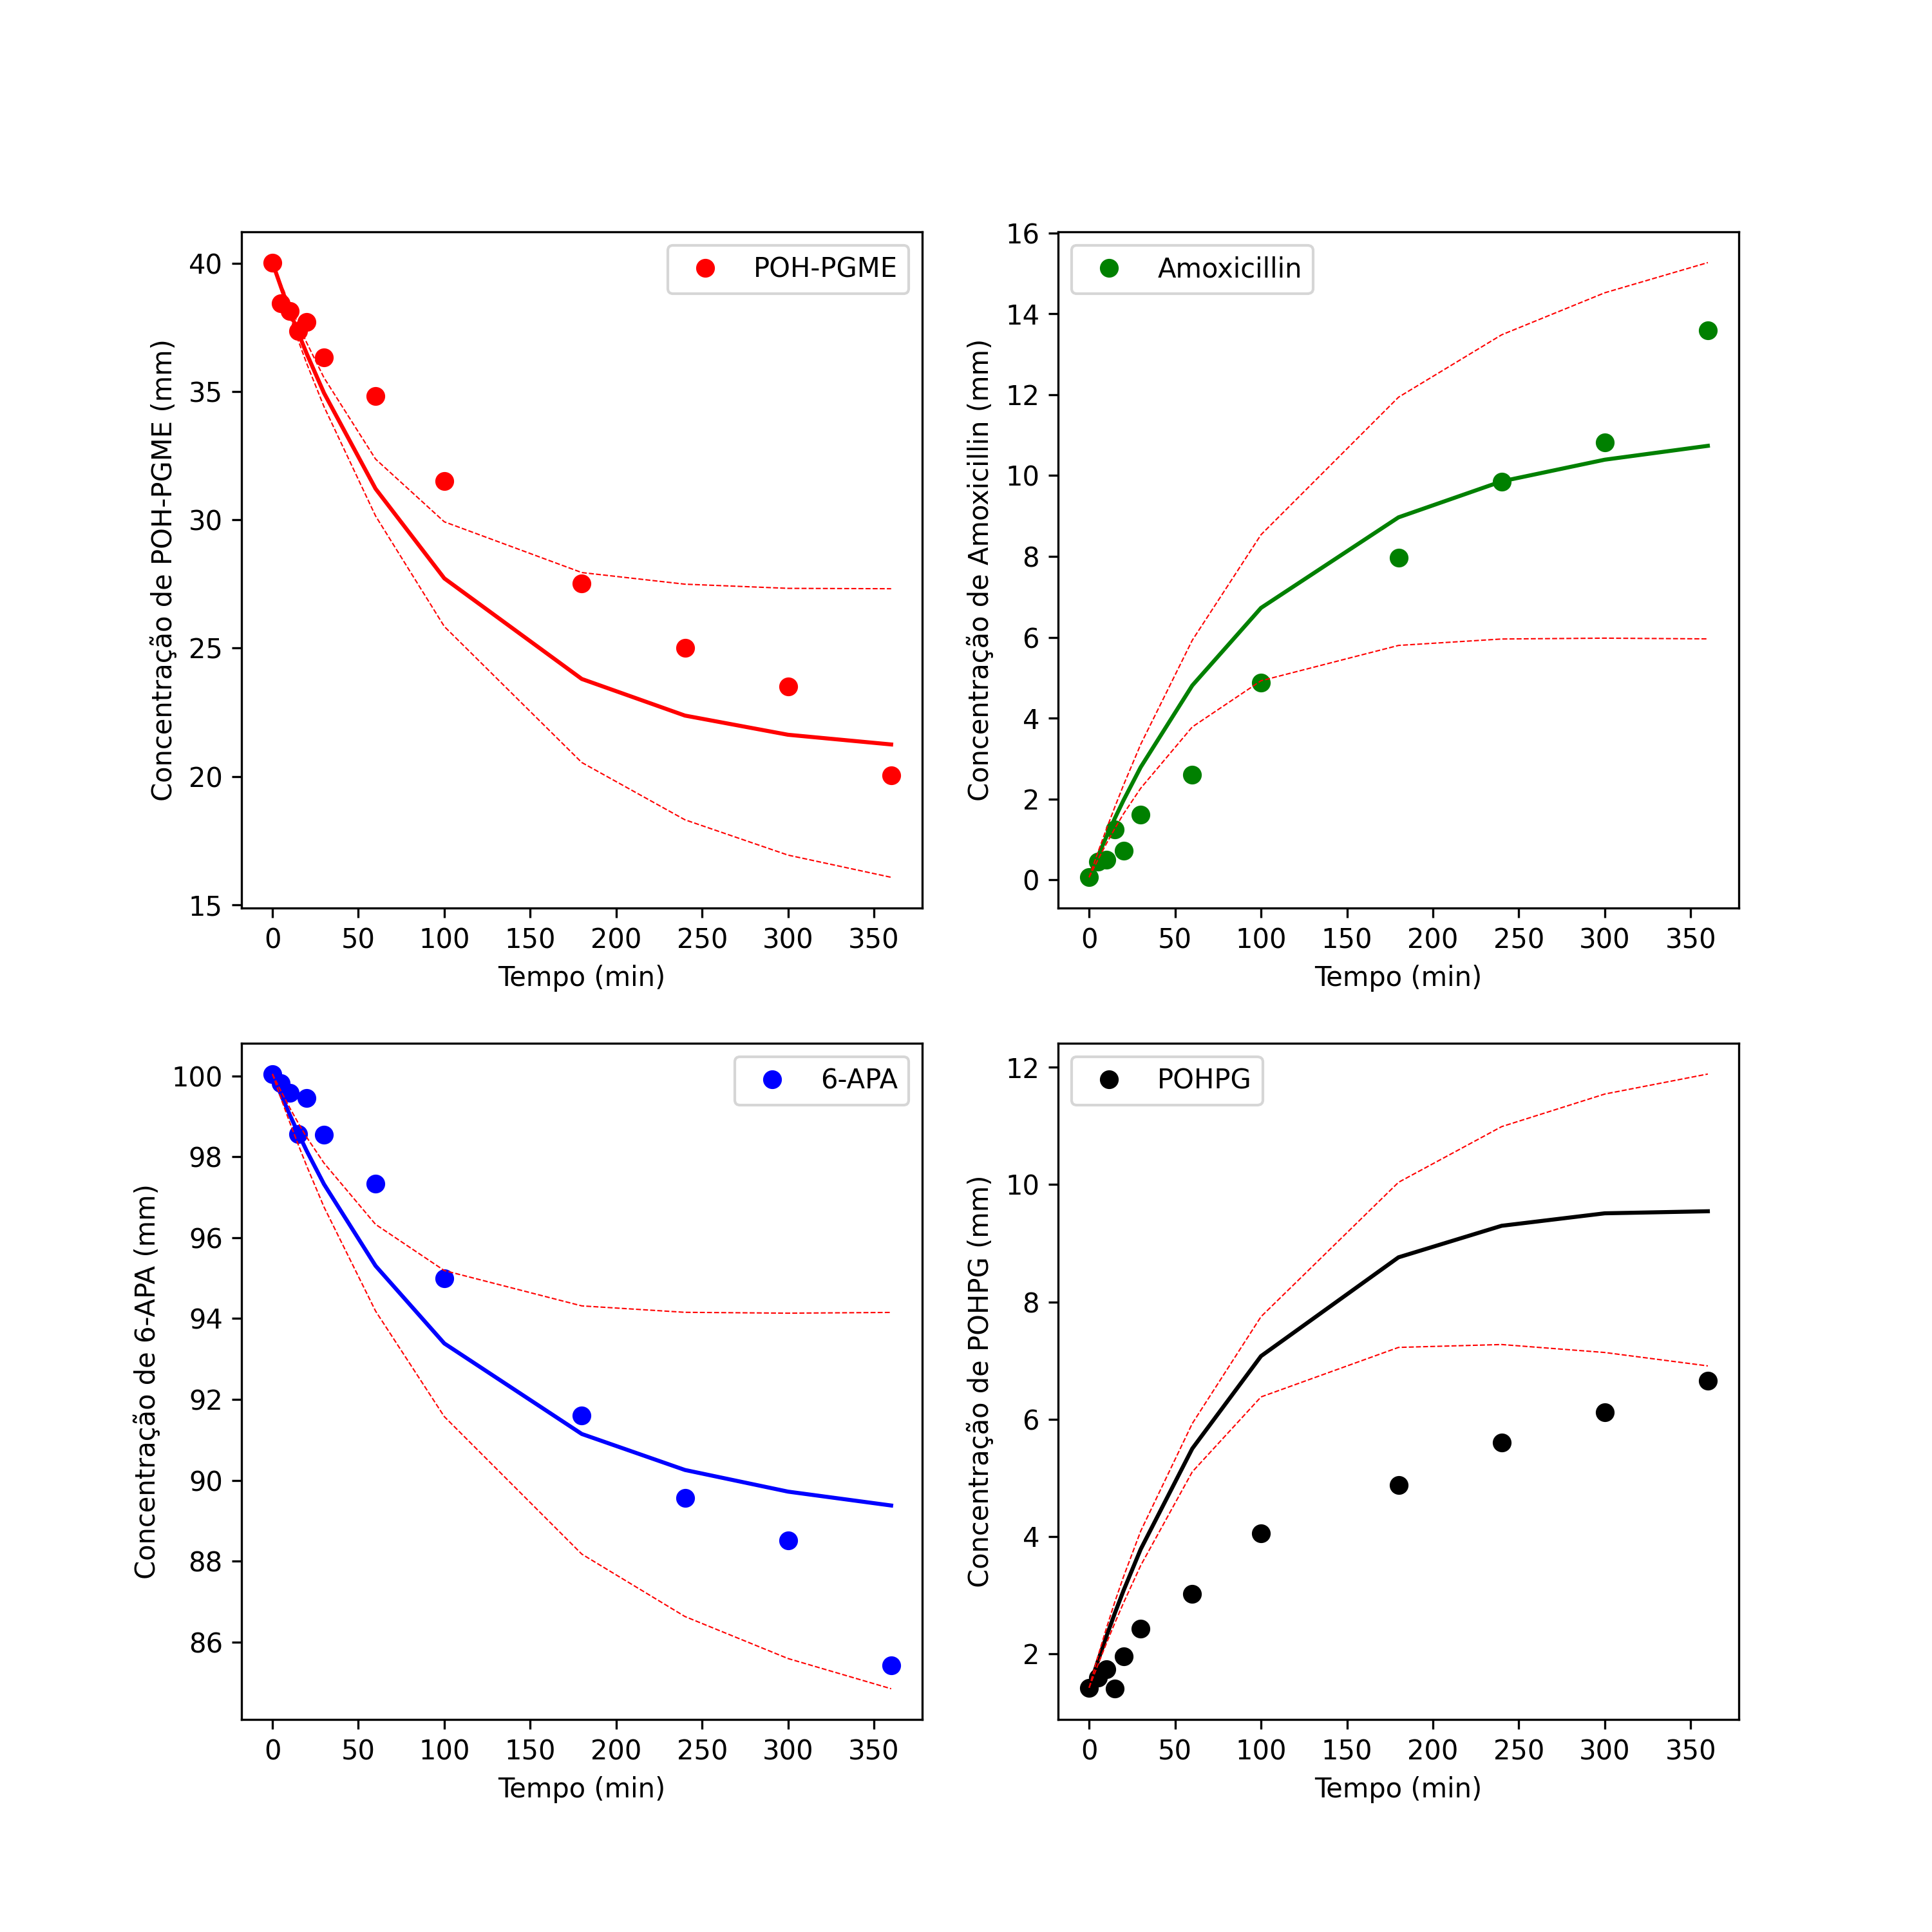 POH-PGME
Concentração de POH-PGME (mm)
40
35
30
25
20
15
0 50 100 150 200 250 300 350
Tempo (min)
Amoxicillin
Concentração de Amoxicillin (mm)
16
14
12
10
8
6
4
2
0
0 50 100 150 200 250 300 350
Tempo (min)
6-APA
Concentração de 6-APA (mm)
100
98
96
94
92
90
88
86
0 50 100 150 200 250 300 350
Tempo (min)
POHPG
Concentração de POHPG (mm)
12
10
8
6
4
2
0 50 100 150 200 250 300 350
Tempo (min)